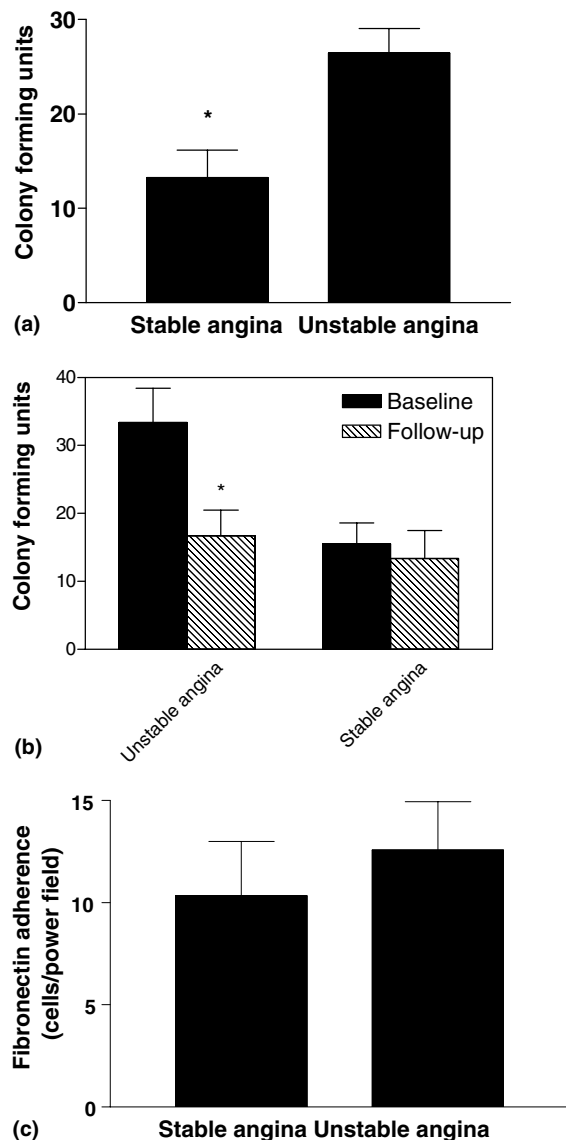 30
20
10
0
Colony forming units
*
(a)
Stable angina Unstable angina
40
30
20
10
0
Colony forming units
Baseline
Follow-up
*
Unstable angina
Stable angina
(b)
15
10
5
0
Fibronectin adherence
(cells/power field)
(c)
Stable angina Unstable angina